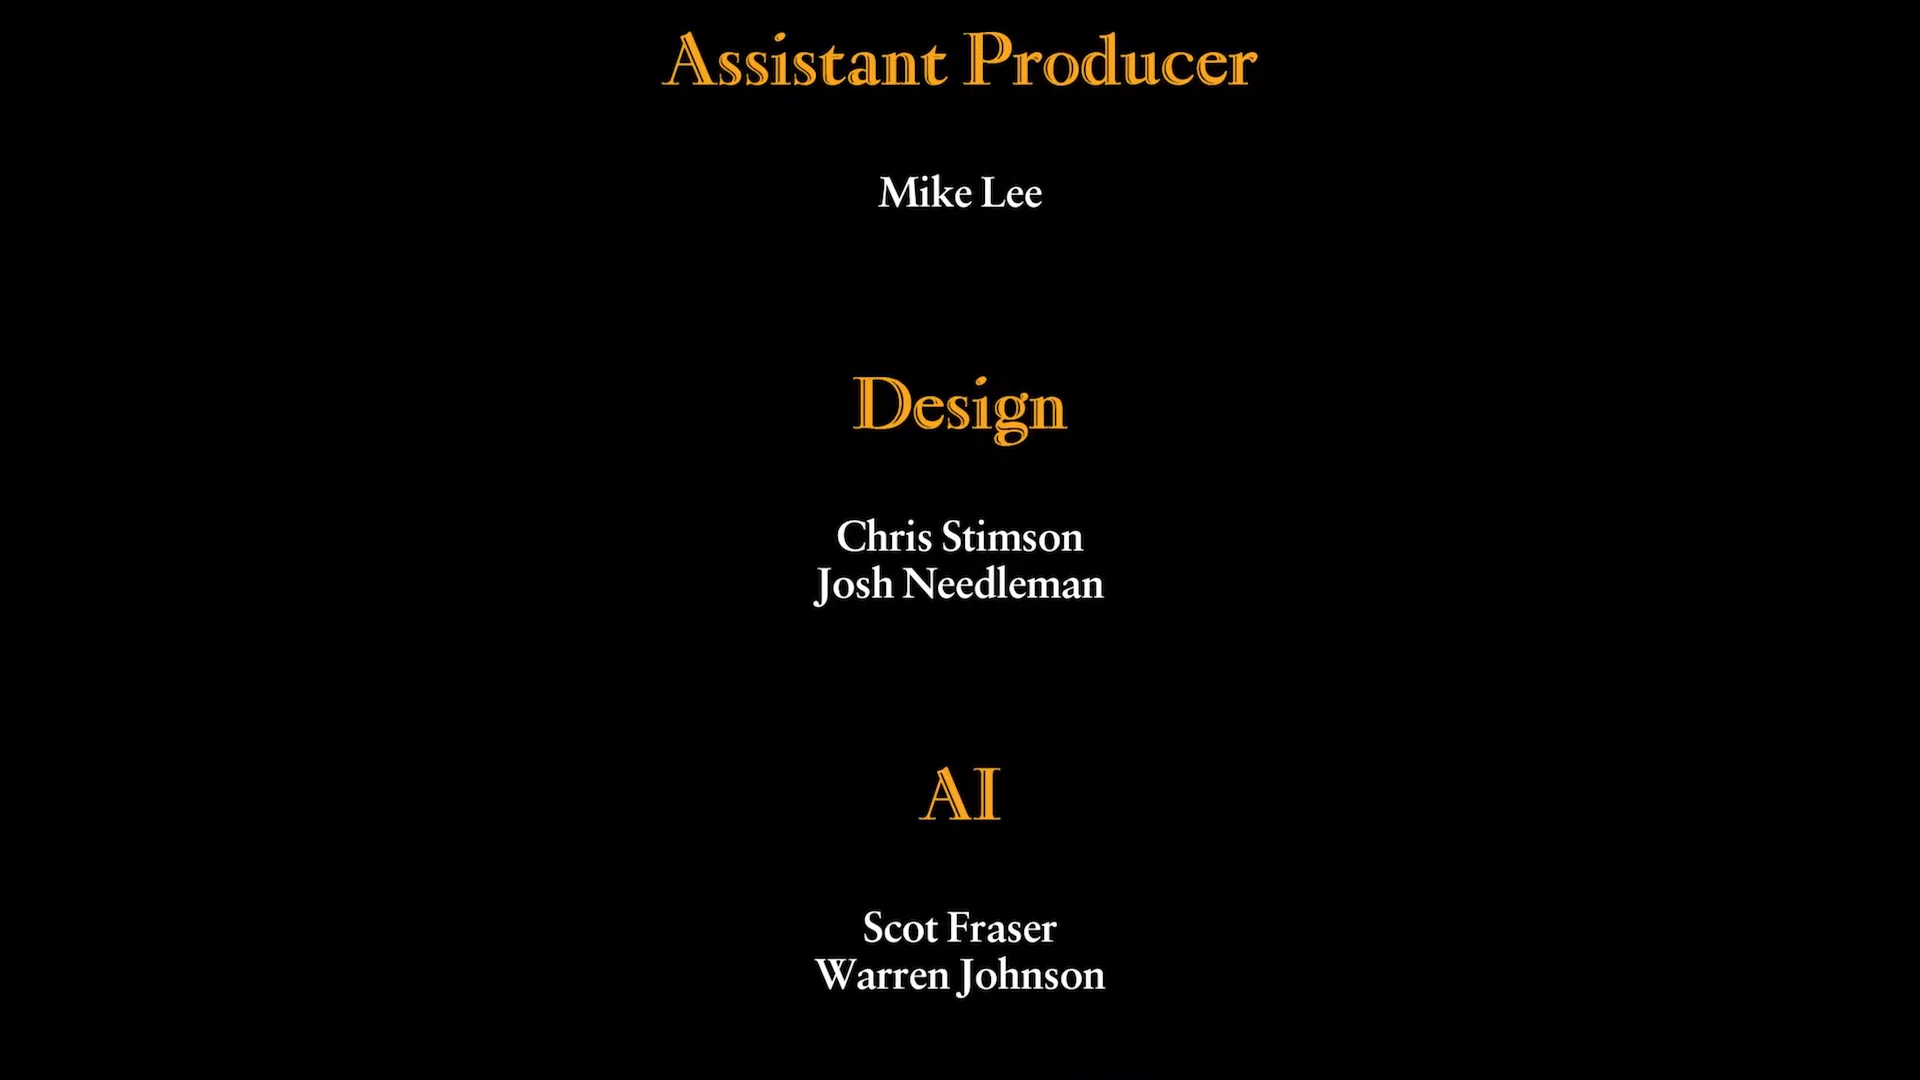 Assistant Producer
Mike Lee
Design
Chris Stimson
Josh Needleman
AI
Scot Fraser
Warren Johnson